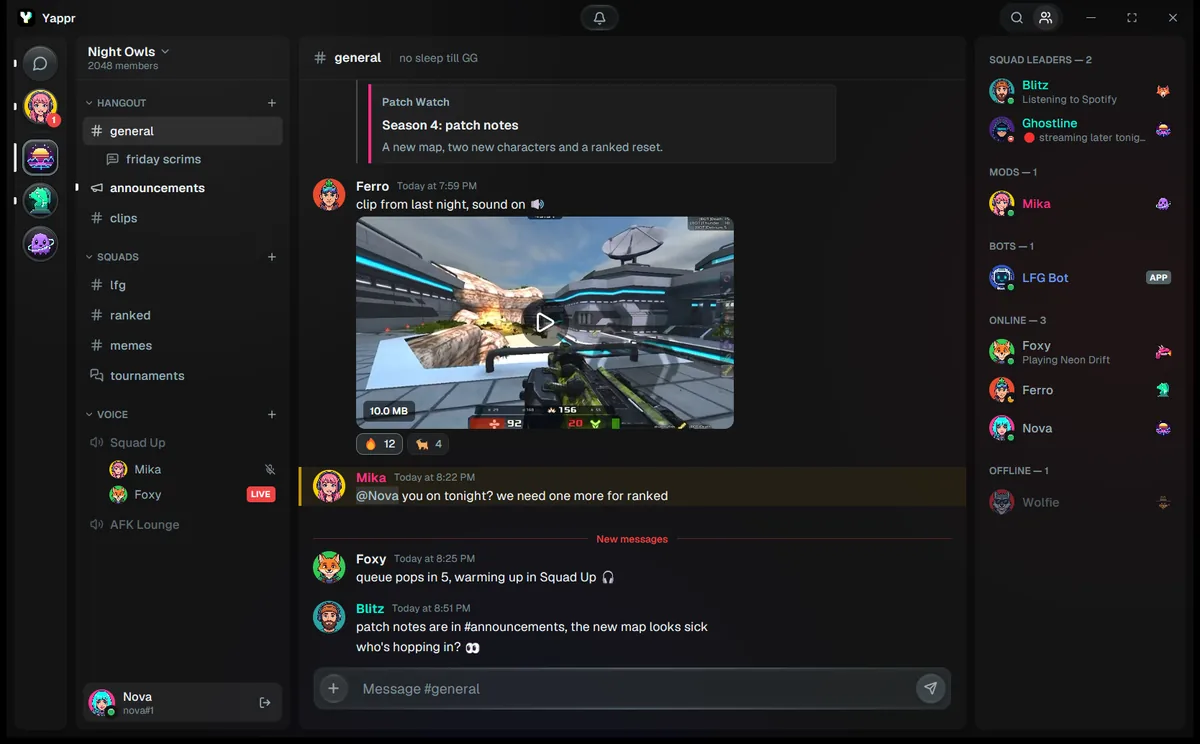 Yappr
1
Night Owls
2048 members
HANGOUT
general
friday scrims
announcements
clips
SQUADS
lfg
ranked
memes
tournaments
VOICE
Squad Up
Mika
Foxy
LIVE
AFK Lounge
Nova
nova#1
# general
no sleep till GG
Patch Watch
Season 4: patch notes
A new map, two new characters and a ranked reset.
Ferro Today at 7:59 PM
clip from last night, sound on 🔊
10.0 MB
92
156
20
🔥 12
🐈 4
Mika Today at 8:22 PM
@Nova you on tonight? we need one more for ranked
New messages
Foxy Today at 8:25 PM
queue pops in 5, warming up in Squad Up 🎧
Blitz Today at 8:51 PM
patch notes are in #announcements, the new map looks sick
who's hopping in? 👀
Message #general
SQUAD LEADERS — 2
Blitz
Listening to Spotify
Ghostline
🔴 streaming later tonig...
MODS — 1
Mika
BOTS — 1
LFG Bot
APP
ONLINE — 3
Foxy
Playing Neon Drift
Ferro
Nova
OFFLINE — 1
Wolfie